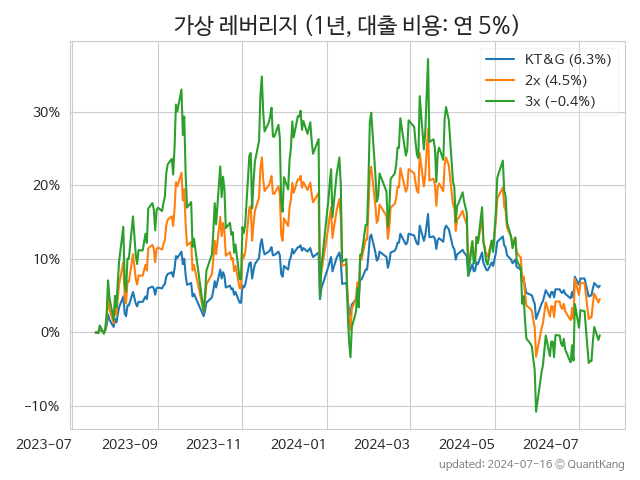 가상 레버리지 (1년, 대출 비용: 연 5%)
KT&G (6.3%)
2x (4.5%)
3x (−0.4%)
30%
20%
10%
0%
−10%
2023-07 2023-09 2023-11 2024-01 2024-03 2024-05 2024-07
updated: 2024-07-16 © QuantKang